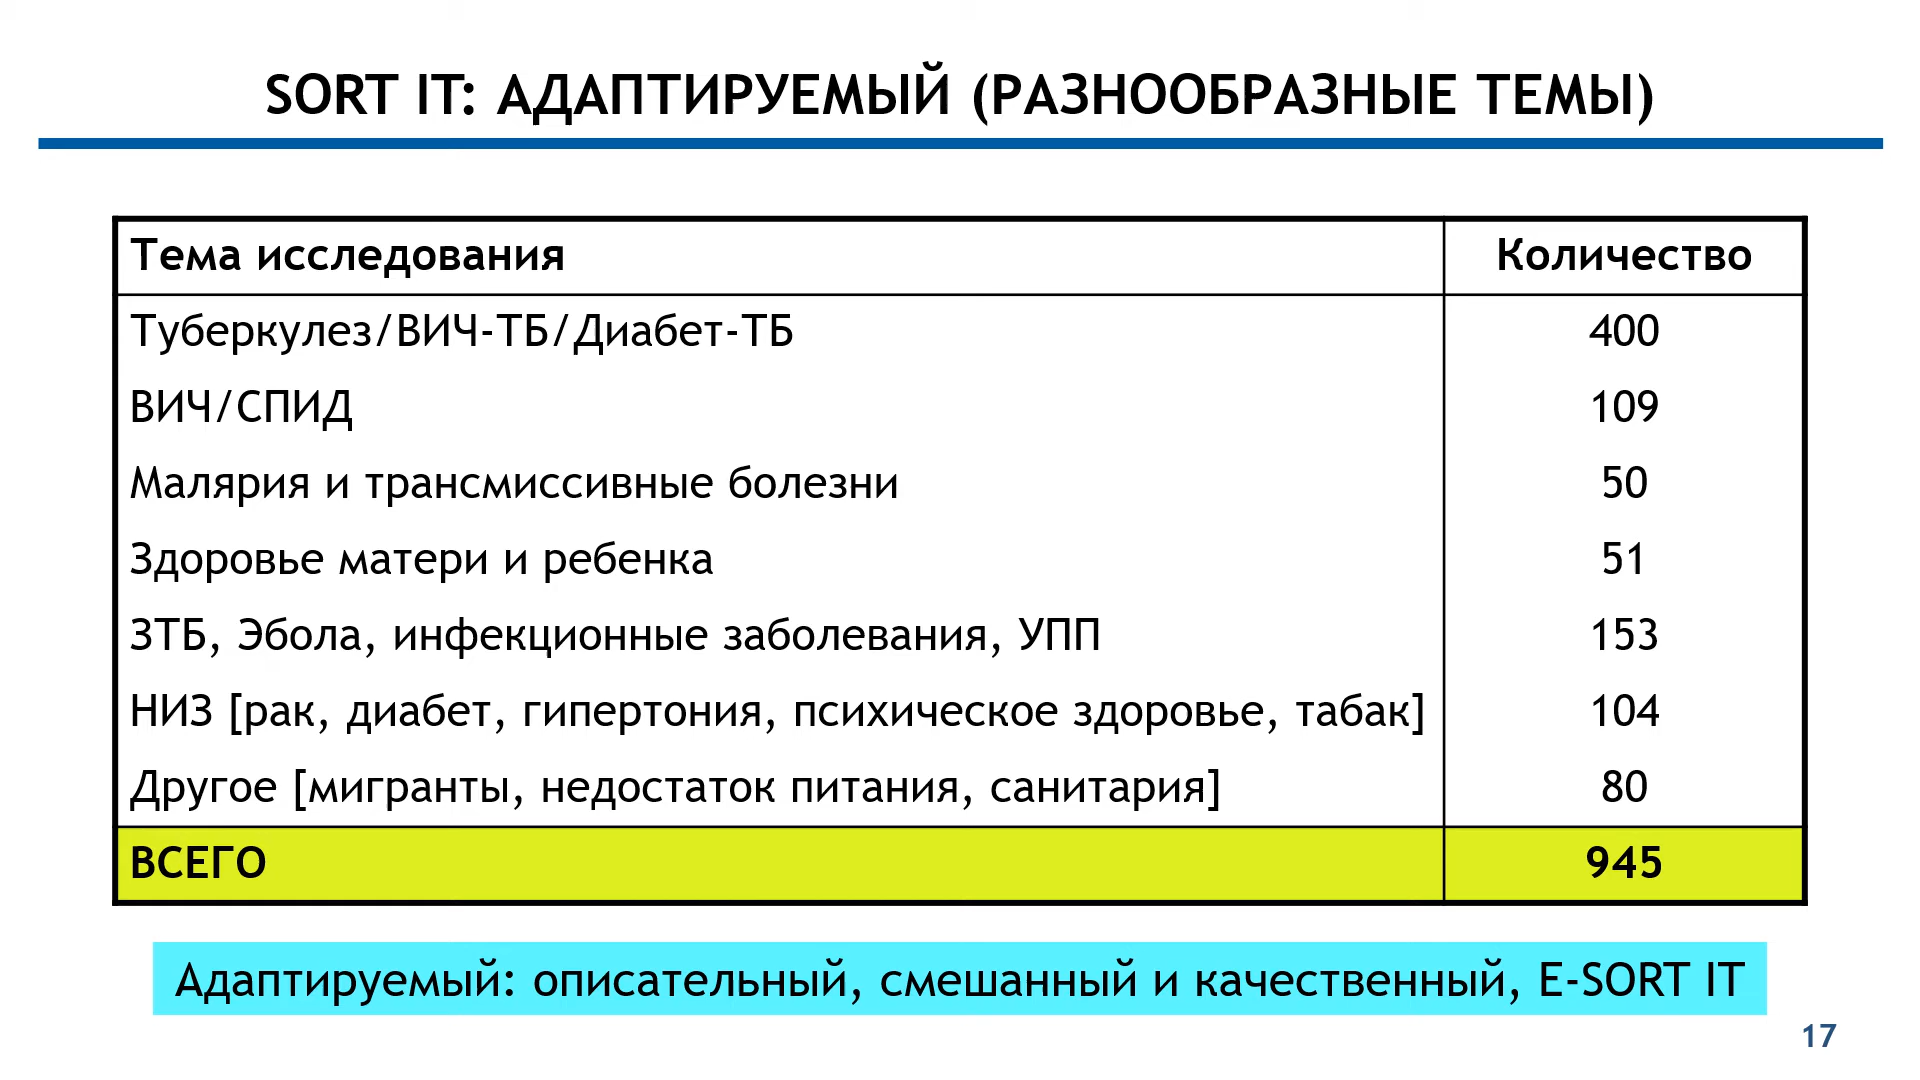 SORT IT: АДАПТИРУЕМЫЙ (РАЗНООБРАЗНЫЕ ТЕМЫ)
Тема исследования Количество
Туберкулез/ВИЧ-ТБ/Диабет-ТБ 400
ВИЧ/СПИД 109
Малярия и трансмиссивные болезни 50
Здоровье матери и ребенка 51
ЗТБ, Эбола, инфекционные заболевания, УПП 153
НИЗ [рак, диабет, гипертония, психическое здоровье, табак] 104
Другое [мигранты, недостаток питания, санитария] 80
ВСЕГО 945
Адаптируемый: описательный, смешанный и качественный, E-SORT IT
17